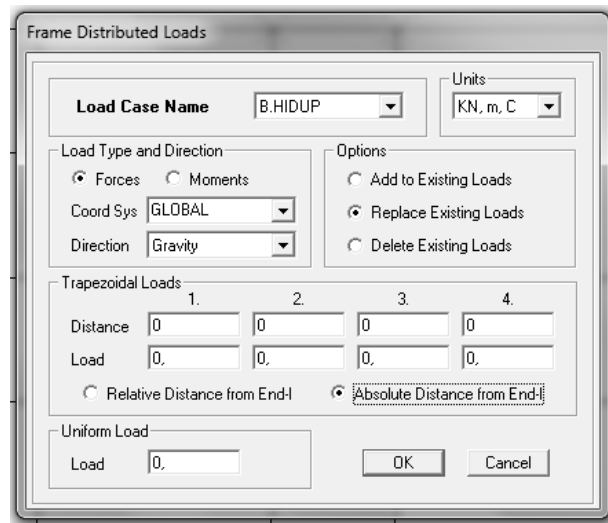 Frame Distributed Loads
Units
Load Case Name B.HIDUP KN, m, C
Load Type and Direction Options
Forces Moments Add to Existing Loads
Coord Sys GLOBAL Replace Existing Loads
Direction Gravity Delete Existing Loads
Trapezoidal Loads
1. 2. 3. 4.
Distance 0 0 0 0
Load 0, 0, 0, 0,
Relative Distance from End-I Absolute Distance from End-I
Uniform Load
Load 0, OK Cancel